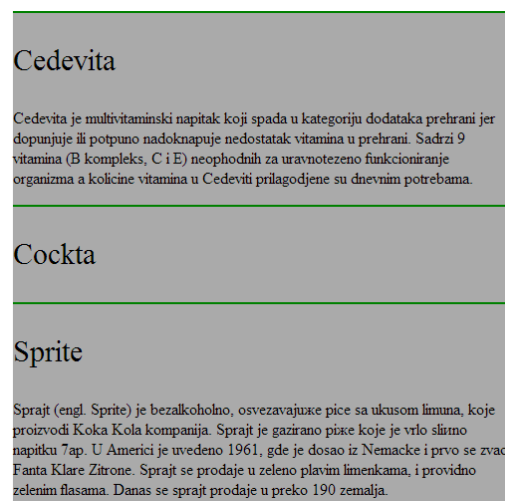 Cedevita
Cedevita je multivitaminski napitak koji spada u kategoriju dodataka prehrani jer
dopunjuje ili potpuno nadoknapuje nedostatak vitamina u prehrani. Sadrzi 9
vitamina (B kompleks, C i E) neophodnih za uravnotezeno funkcioniranje
organizma a kolicine vitamina u Cedeviti prilagodjene su dnevnim potrebama.
Cockta
Sprite
Sprajt (engl. Sprite) je bezalkoholno, osvezavajuжe pice sa ukusom limuna, koje
proizvodi Koka Kola kompanija. Sprajt je gazirano piжe koje je vrlo sliпno
napitku 7ap. U Americi je uvedeno 1961, gde je dosao iz Nemacke i prvo se zvao
Fanta Klare Zitrone. Sprajt se prodaje u zeleno plavim limenkama, i providno
zelenim flasama. Danas se sprajt prodaje u preko 190 zemalja.